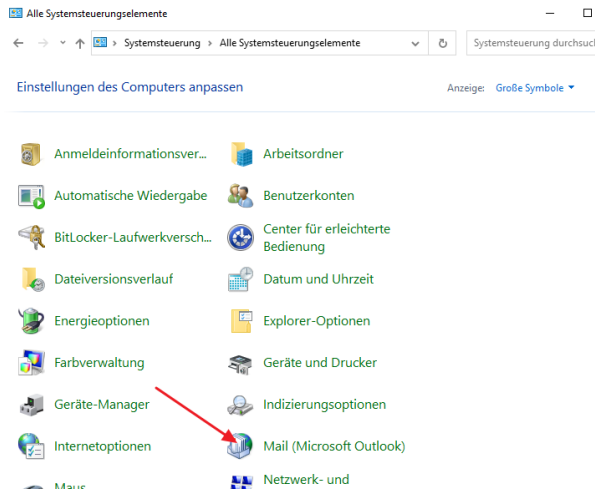 Alle Systemsteuerungselemente
Systemsteuerung > Alle Systemsteuerungselemente
Systemsteuerung
Einstellungen des Computers anpassen
Anzeige: Große Symbole
Anmeldeinformationsver...
Arbeitsordner
Automatische Wiedergabe
Benutzerkonten
BitLocker-Laufwerkversch...
Center für erleichterte
Bedienung
Dateiversionsverlauf
Datum und Uhrzeit
Energieoptionen
Explorer-Optionen
Farbverwaltung
Geräte und Drucker
Geräte-Manager
Indizierungsoptionen
Internetoptionen
Mail (Microsoft Outlook)
Maus
Netzwerk- und